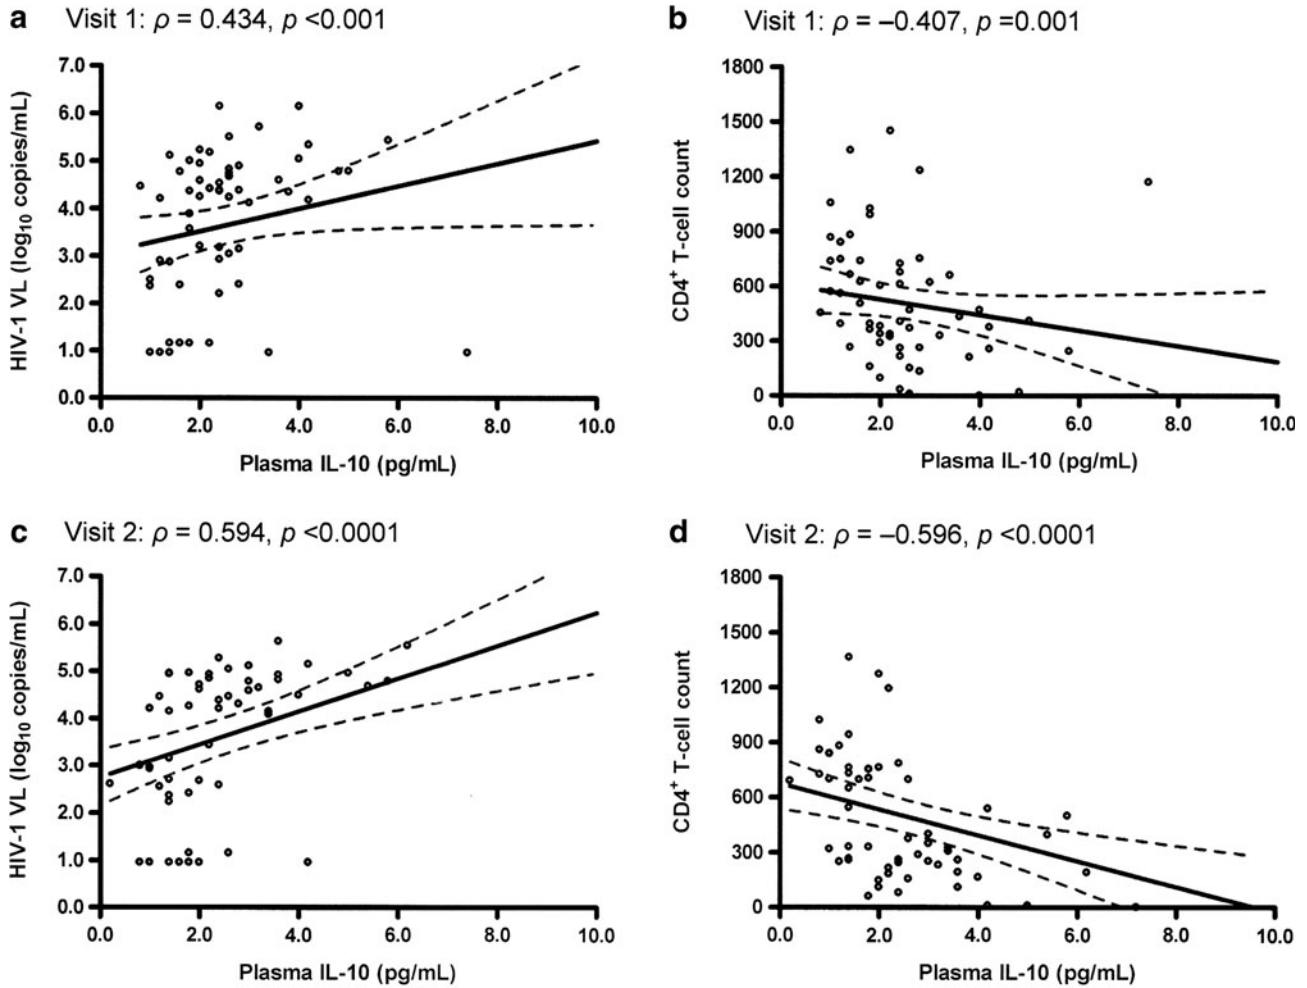 a Visit 1: ρ = 0.434, p <0.001
7.0
6.0
5.0
4.0
3.0
2.0
1.0
0.0
HIV-1 VL (log10 copies/mL)
0.0 2.0 4.0 6.0 8.0 10.0
Plasma IL-10 (pg/mL)
b Visit 1: ρ = –0.407, p =0.001
1800
1500
1200
900
600
300
0
CD4+ T-cell count
0.0 2.0 4.0 6.0 8.0 10.0
Plasma IL-10 (pg/mL)
c Visit 2: ρ = 0.594, p <0.0001
7.0
6.0
5.0
4.0
3.0
2.0
1.0
0.0
HIV-1 VL (log10 copies/mL)
0.0 2.0 4.0 6.0 8.0 10.0
Plasma IL-10 (pg/mL)
d Visit 2: ρ = –0.596, p <0.0001
1800
1500
1200
900
600
300
0
CD4+ T-cell count
0.0 2.0 4.0 6.0 8.0 10.0
Plasma IL-10 (pg/mL)